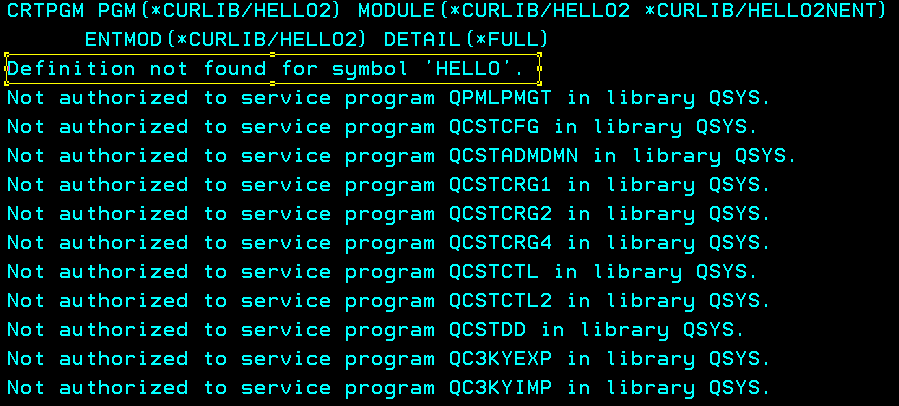 CRTPGM PGM(*CURLIB/HELLO2) MODULE(*CURLIB/HELLO2 *CURLIB/HELLO2NENT)
ENTMOD(*CURLIB/HELLO2) DETAIL(*FULL)
Definition not found for symbol 'HELLO'.
Not authorized to service program QPMLPMGT in library QSYS.
Not authorized to service program QCSTCFG in library QSYS.
Not authorized to service program QCSTADMDMN in library QSYS.
Not authorized to service program QCSTCRG1 in library QSYS.
Not authorized to service program QCSTCRG2 in library QSYS.
Not authorized to service program QCSTCRG4 in library QSYS.
Not authorized to service program QCSTCTL in library QSYS.
Not authorized to service program QCSTCTL2 in library QSYS.
Not authorized to service program QCSTDD in library QSYS.
Not authorized to service program QC3KYEXP in library QSYS.
Not authorized to service program QC3KYIMP in library QSYS.